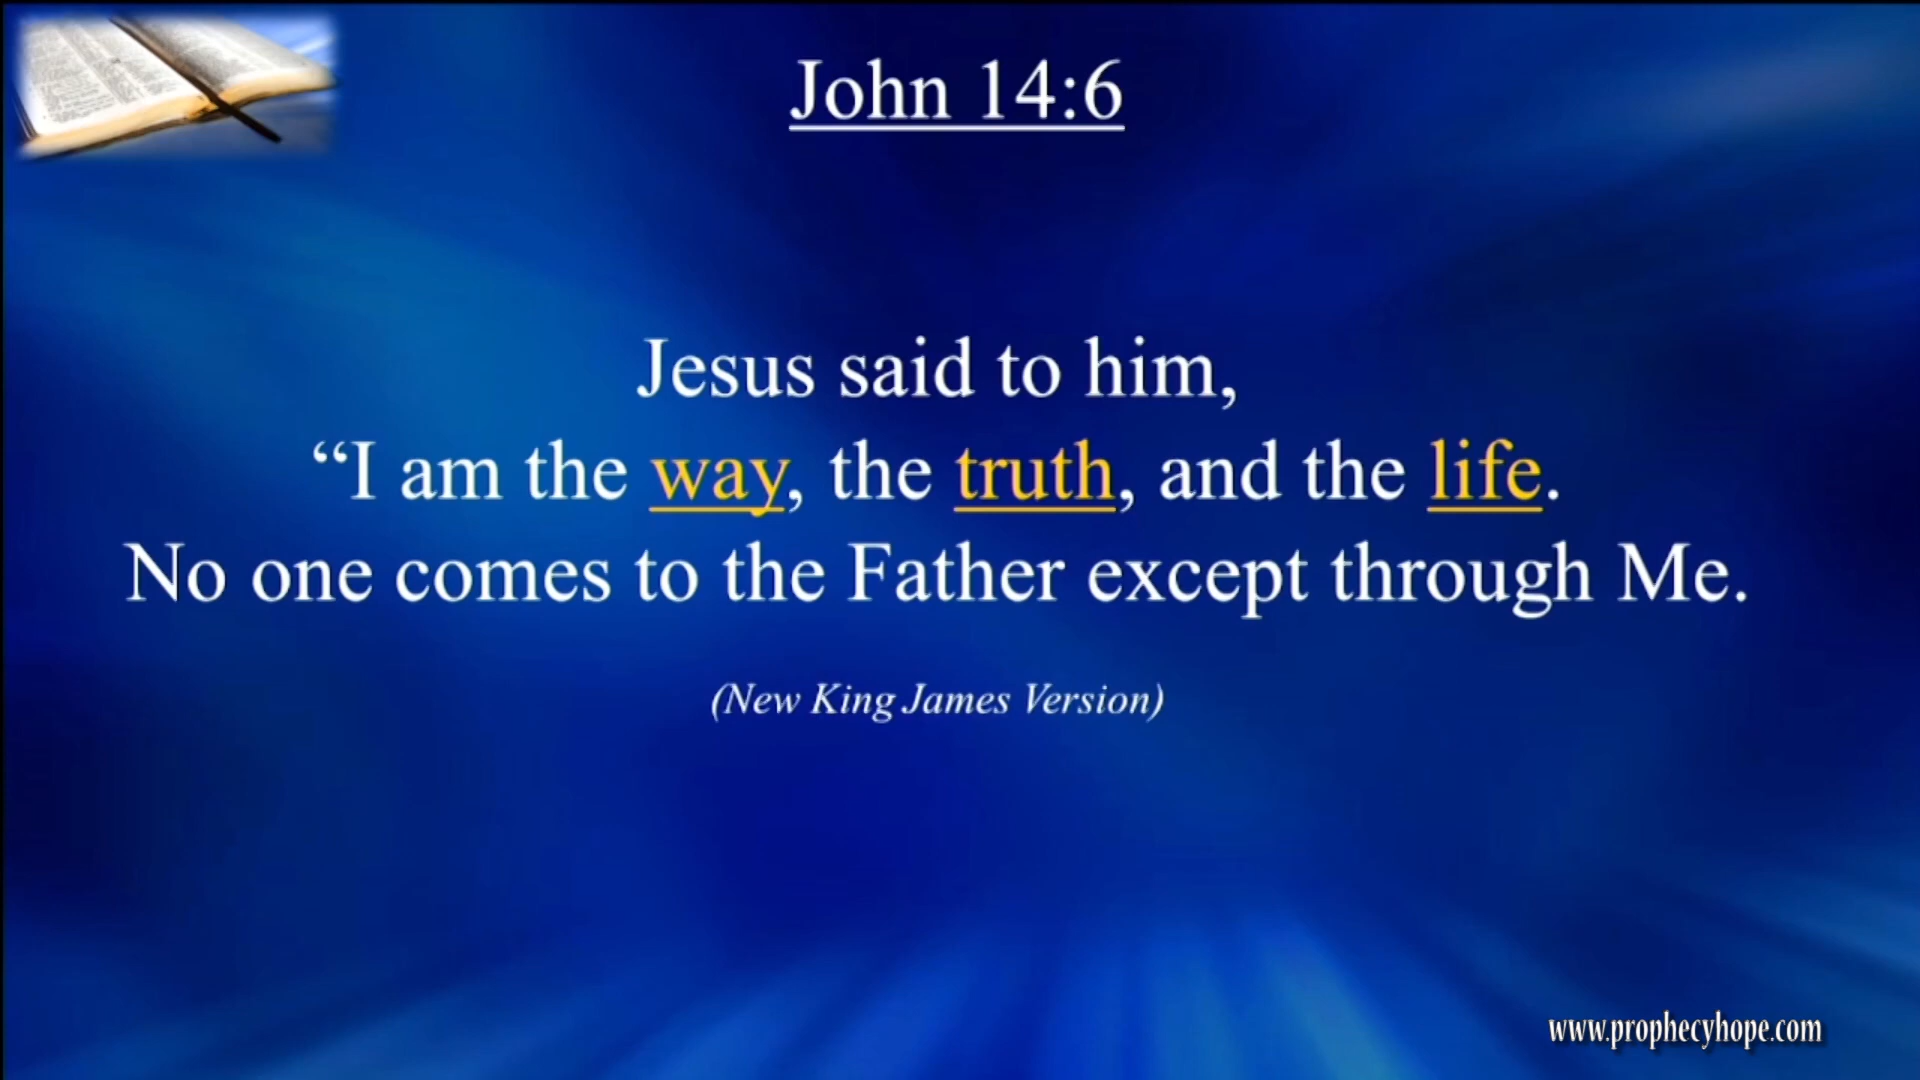 John 14:6
Jesus said to him,
“I am the way, the truth, and the life.
No one comes to the Father except through Me.
(New King James Version)
www.prophecyhope.com